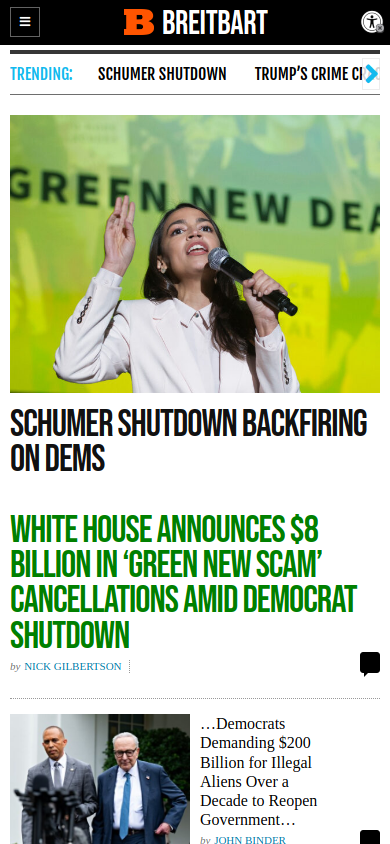 BREITBART
TRENDING: SCHUMER SHUTDOWN TRUMP'S CRIME
GREEN NEW DEA
SCHUMER SHUTDOWN BACKFIRING
ON DEMS
WHITE HOUSE ANNOUNCES $8
BILLION IN ‘GREEN NEW SCAM’
CANCELLATIONS AMID DEMOCRAT
SHUTDOWN
by NICK GILBERTSON
…Democrats
Demanding $200
Billion for Illegal
Aliens Over a
Decade to Reopen
Government…
by JOHN BINDER